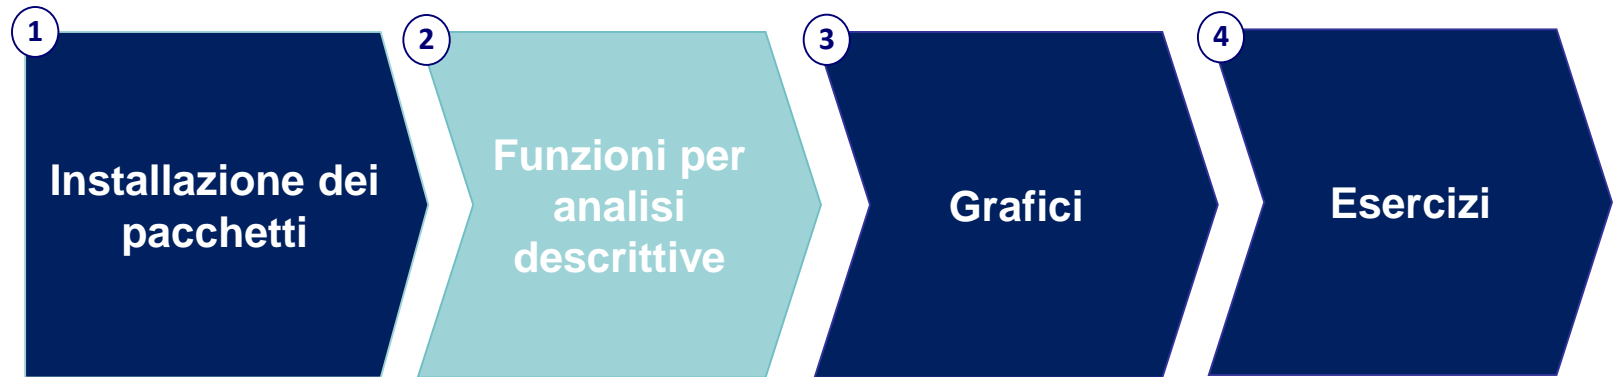 1
Installazione dei
pacchetti
2
Funzioni per
analisi
descrittive
3
Grafici
4
Esercizi